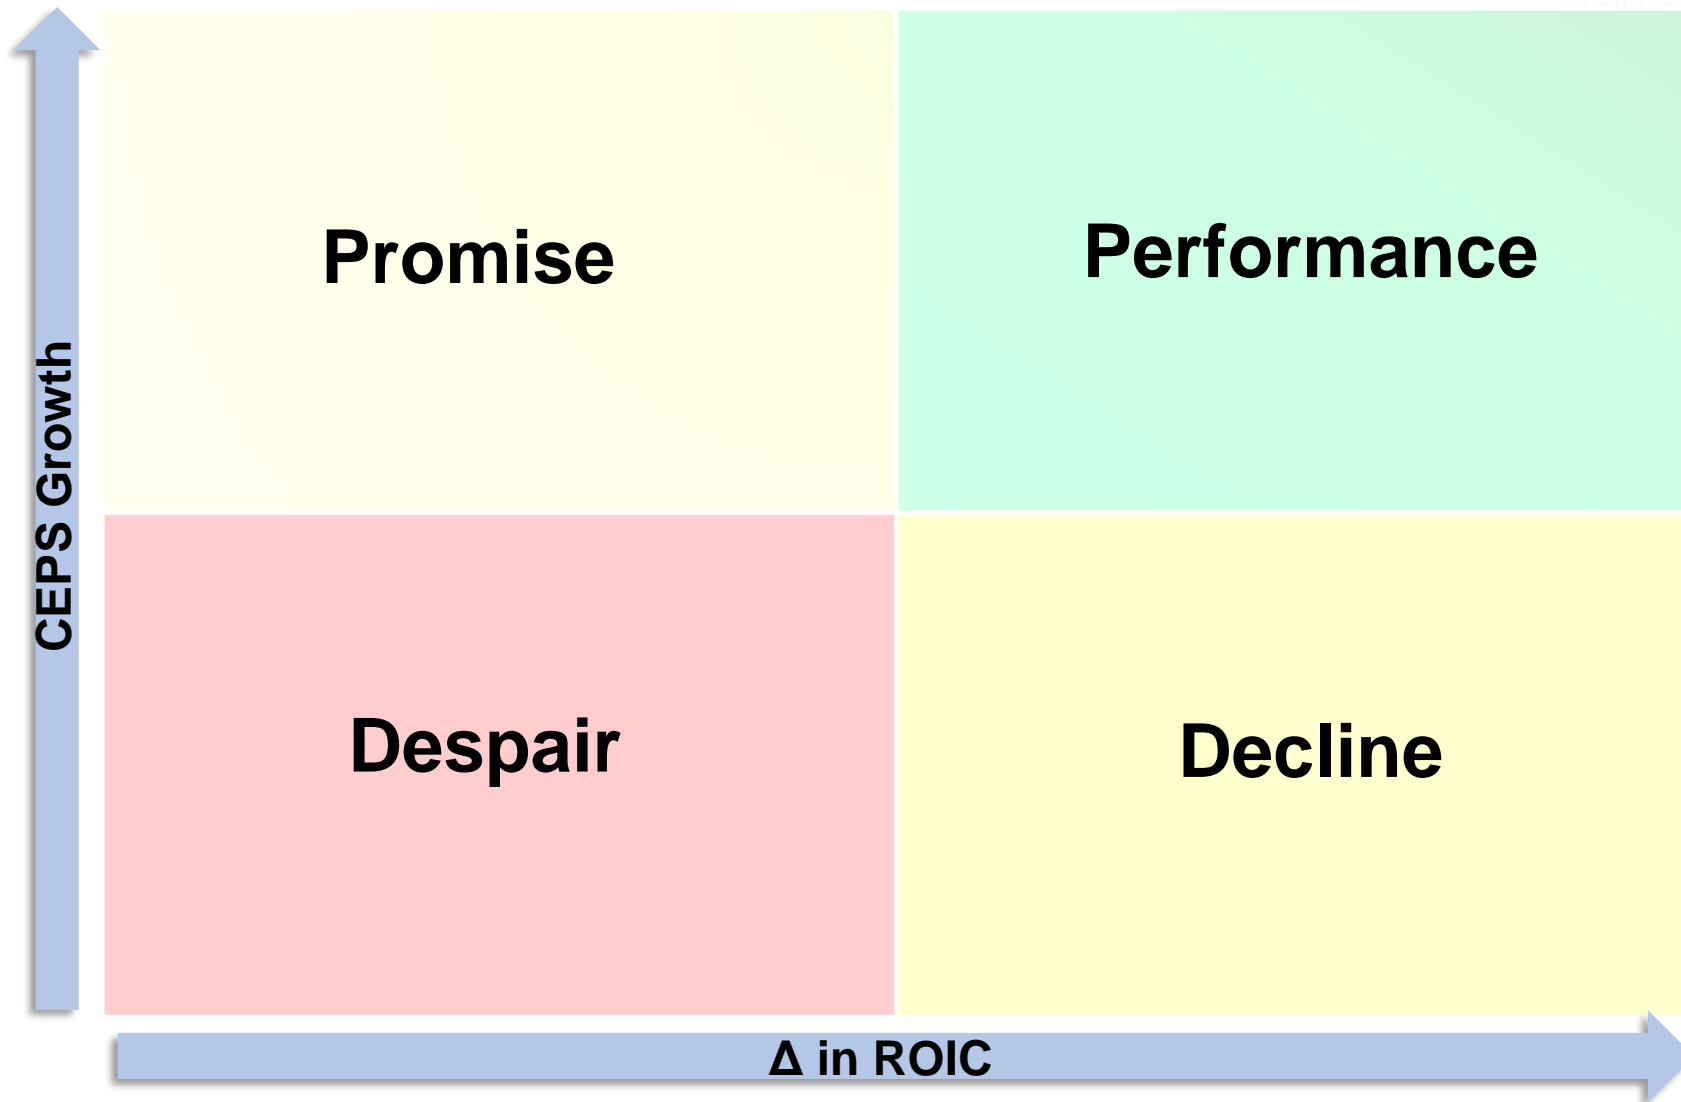 Promise
Performance
CEPS Growth
Despair
Decline
Δ in ROIC